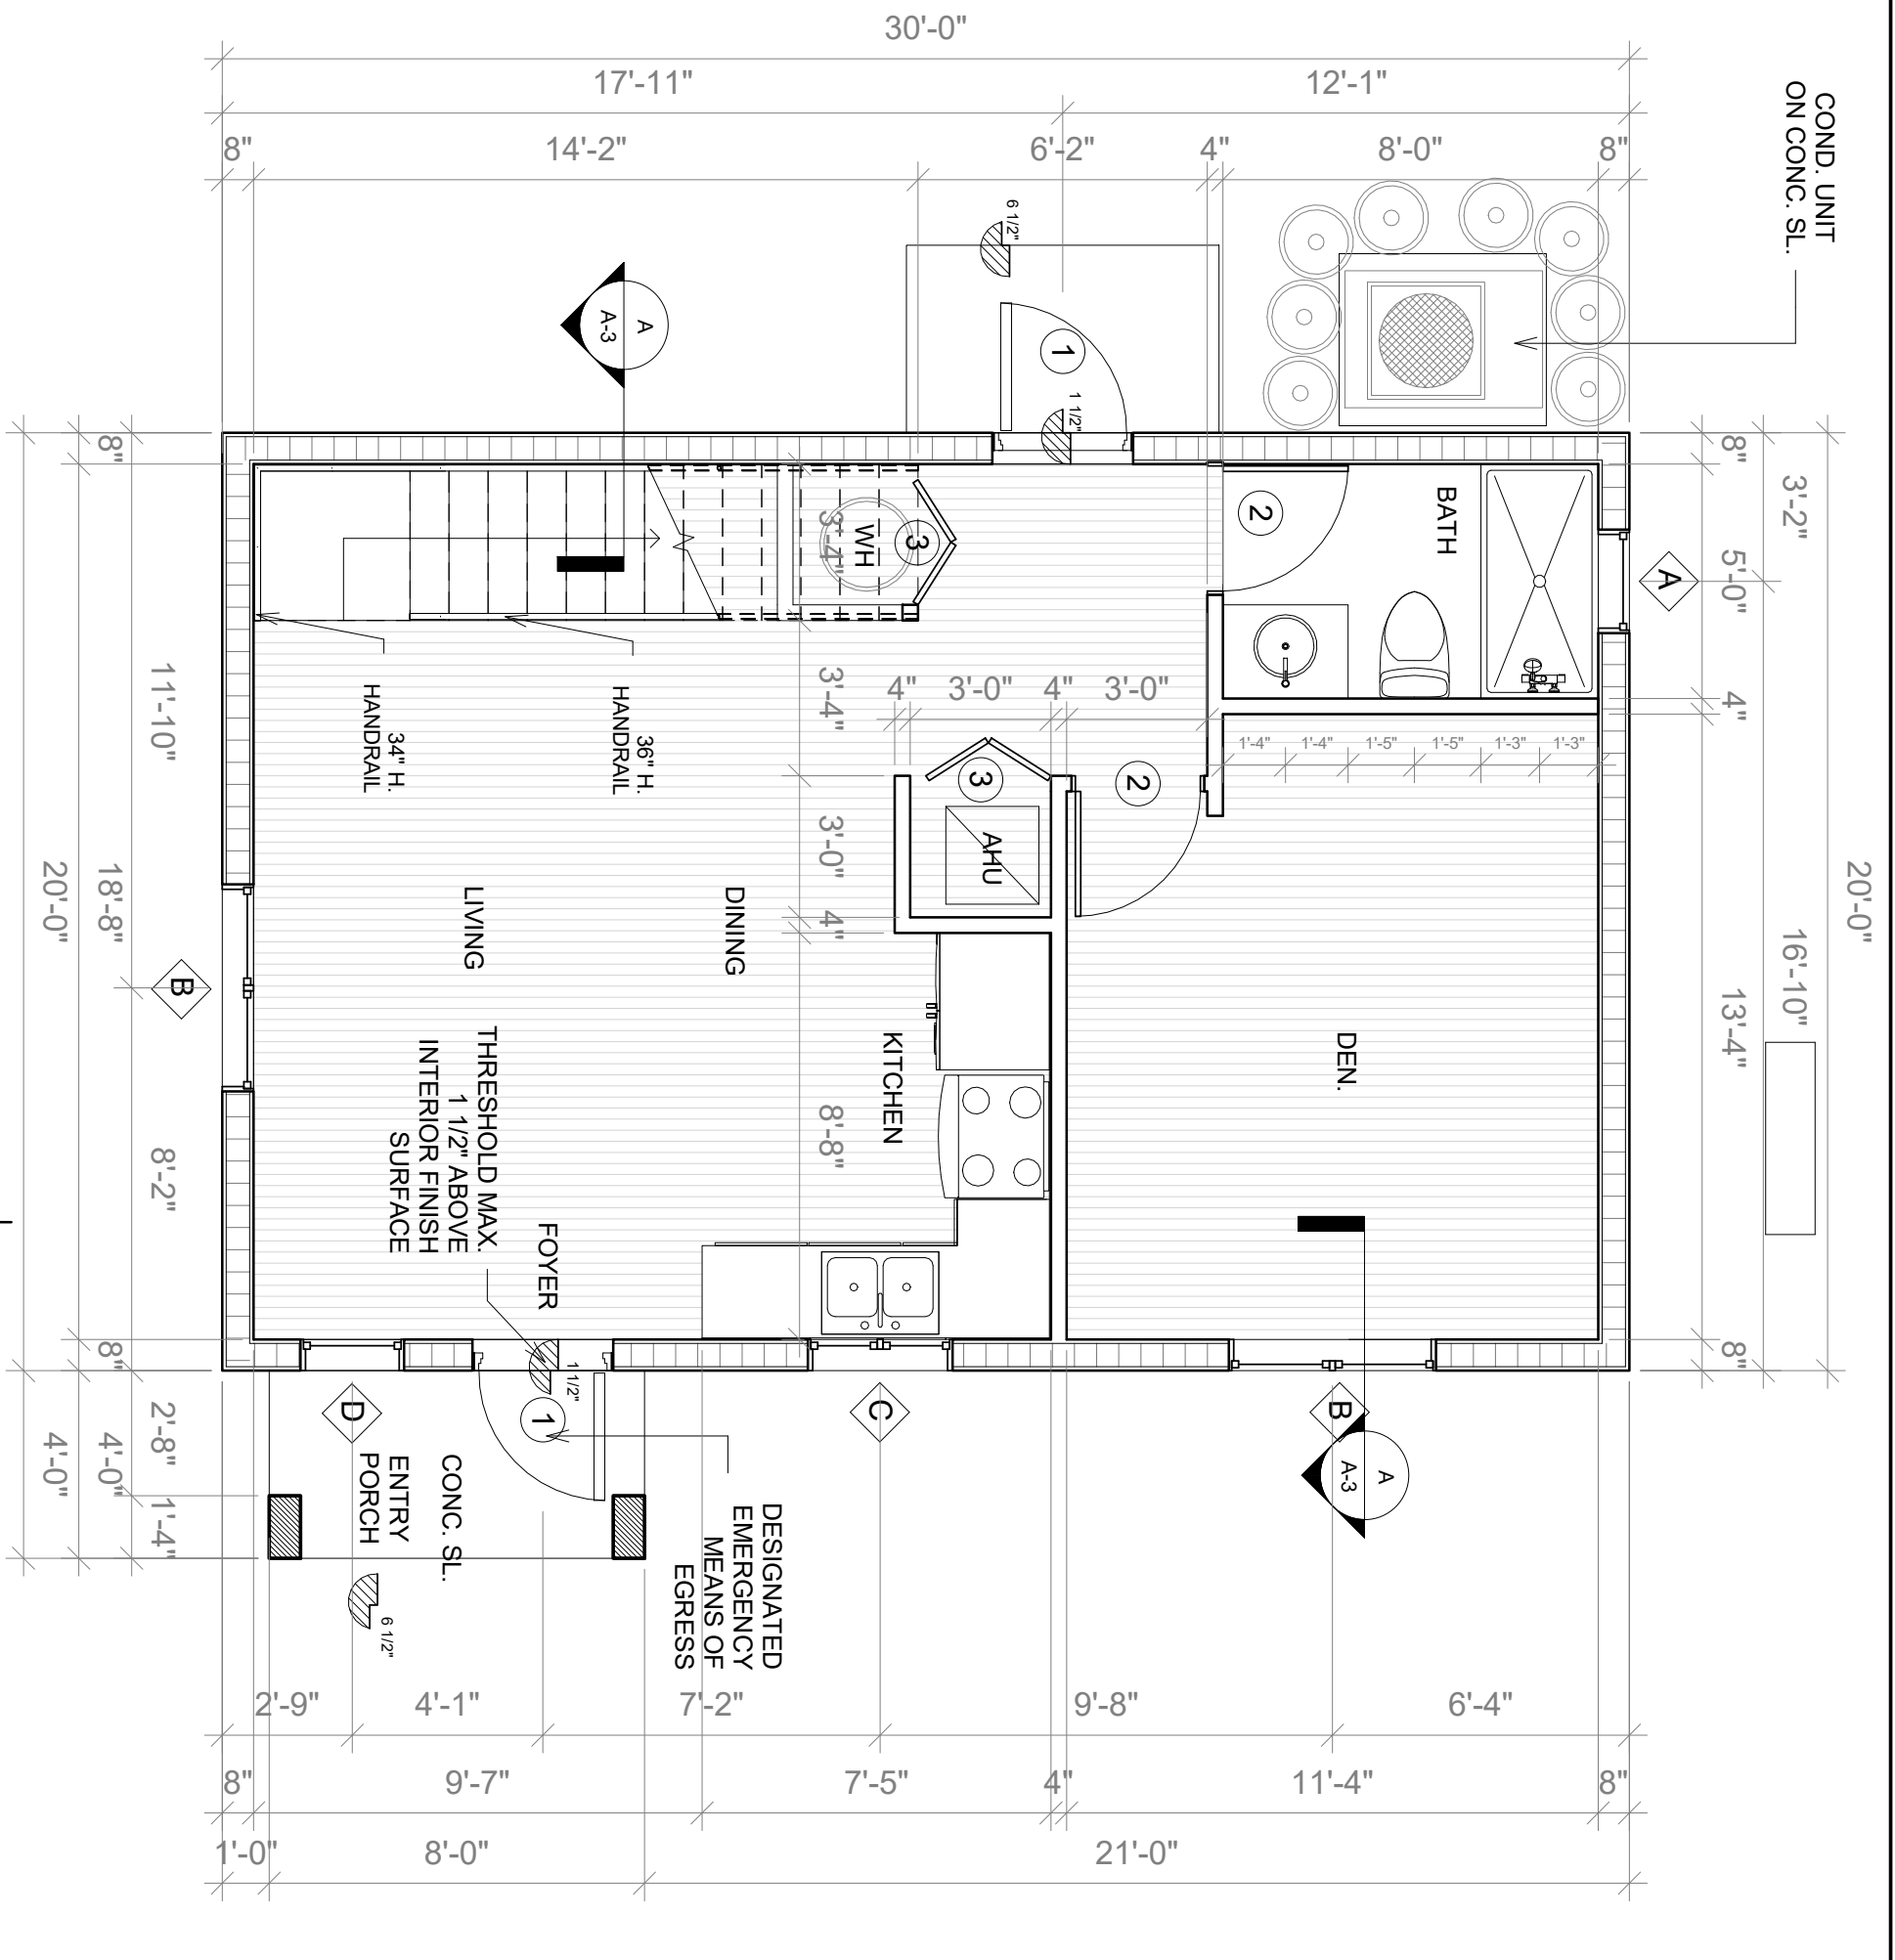 30'-0"
17'-11"
12'-1"
8"
14'-2"
6'-2"
4"
8'-0"
8"
COND. UNIT
ON CONC. SL.
6 1/2"
1
1 1/2"
A
A-3
8"
3'-2"
5'-0"
4"
13'-4"
8"
16'-10"
20'-0"
A
BATH
2
WH
3
3'-4"
3'-4"
3'-0"
4"
8'-8"
4"
3'-0"
4"
3'-0"
1'-4"
1'-4"
1'-5"
1'-5"
1'-3"
1'-3"
2
3
AHU
36" H.
HANDRAIL
34" H.
HANDRAIL
DINING
LIVING
KITCHEN
DEN.
THRESHOLD MAX.
1 1/2" ABOVE
INTERIOR FINISH
SURFACE
FOYER
1 1/2"
1
B
C
B
D
A
A-3
CONC. SL.
ENTRY
PORCH
6 1/2"
DESIGNATED
EMERGENCY
MEANS OF
EGRESS
8"
11'-10"
8'-2"
18'-8"
20'-0"
8"
2'-8"
1'-4"
4'-0"
4'-0"
2'-9"
4'-1"
7'-2"
9'-8"
6'-4"
8"
9'-7"
7'-5"
4"
11'-4"
8"
1'-0"
8'-0"
21'-0"